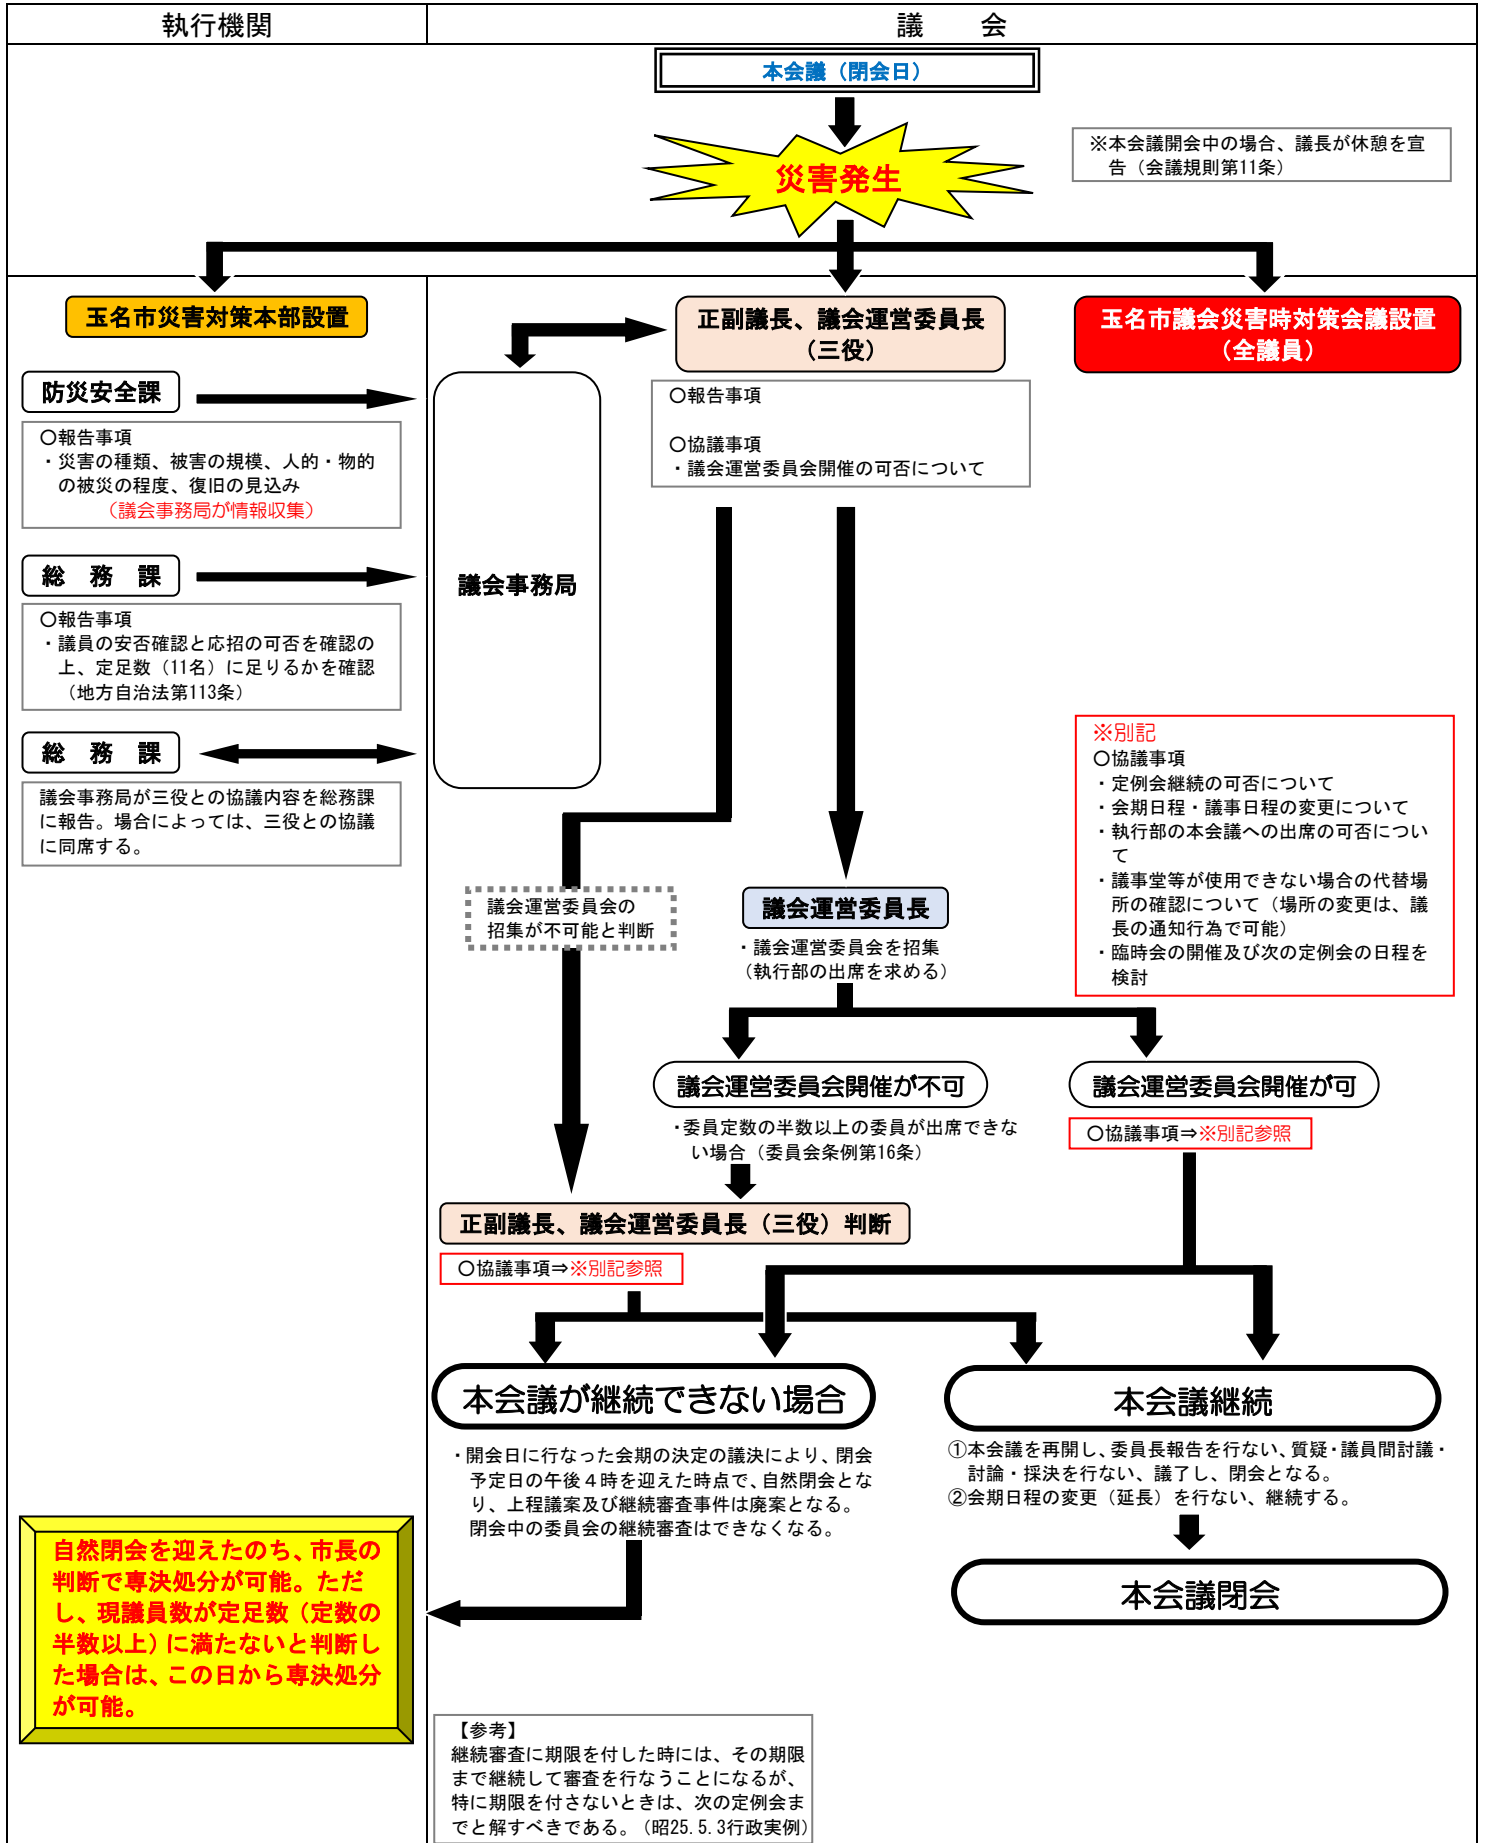 執行機関
議　会
本会議（閉会日）
災害発生
※本会議開会中の場合、議長が休憩を宣
告（会議規則第11条）
玉名市災害対策本部設置
正副議長、議会運営委員長
（三役）
玉名市議会災害時対策会議設置
（全議員）
防災安全課
〇報告事項
・災害の種類、被害の規模、人的・物的
の被災の程度、復旧の見込み
（議会事務局が情報収集）
総　務　課
〇報告事項
・議員の安否確認と応招の可否を確認の
上、定足数（11名）に足りるかを確認
（地方自治法第113条）
総　務　課
議会事務局が三役との協議内容を総務課
に報告。場合によっては、三役との協議
に同席する。
議会事務局
〇報告事項
〇協議事項
・議会運営委員会開催の可否について
※別記
〇協議事項
・定例会継続の可否について
・会期日程・議事日程の変更について
・執行部の本会議への出席の可否につい
て
・議事堂等が使用できない場合の代替場
所の確認について（場所の変更は、議
長の通知行為で可能）
・臨時会の開催及び次の定例会の日程を
検討
議会運営委員会の
招集が不可能と判断
議会運営委員長
・議会運営委員会を招集
（執行部の出席を求める）
議会運営委員会開催が不可
・委員定数の半数以上の委員が出席できな
い場合（委員会条例第16条）
議会運営委員会開催が可
〇協議事項⇒※別記参照
正副議長、議会運営委員長（三役）判断
〇協議事項⇒※別記参照
本会議が継続できない場合
・開会日に行なった会期の決定の議決により、閉会
予定日の午後４時を迎えた時点で、自然閉会とな
り、上程議案及び継続審査事件は廃案となる。
閉会中の委員会の継続審査はできなくなる。
本会議継続
①本会議を再開し、委員長報告を行ない、質疑・議員間討議・
討論・採決を行ない、議了し、閉会となる。
②会期日程の変更（延長）を行ない、継続する。
本会議閉会
自然閉会を迎えたのち、市長の
判断で専決処分が可能。ただ
し、現議員数が定足数（定数の
半数以上）に満たないと判断し
た場合は、この日から専決処分
が可能。
【参考】
継続審査に期限を付した時には、その期限
まで継続して審査を行なうことになるが、
特に期限を付さないときは、次の定例会ま
でと解すべきである。（昭25.5.3行政実例）